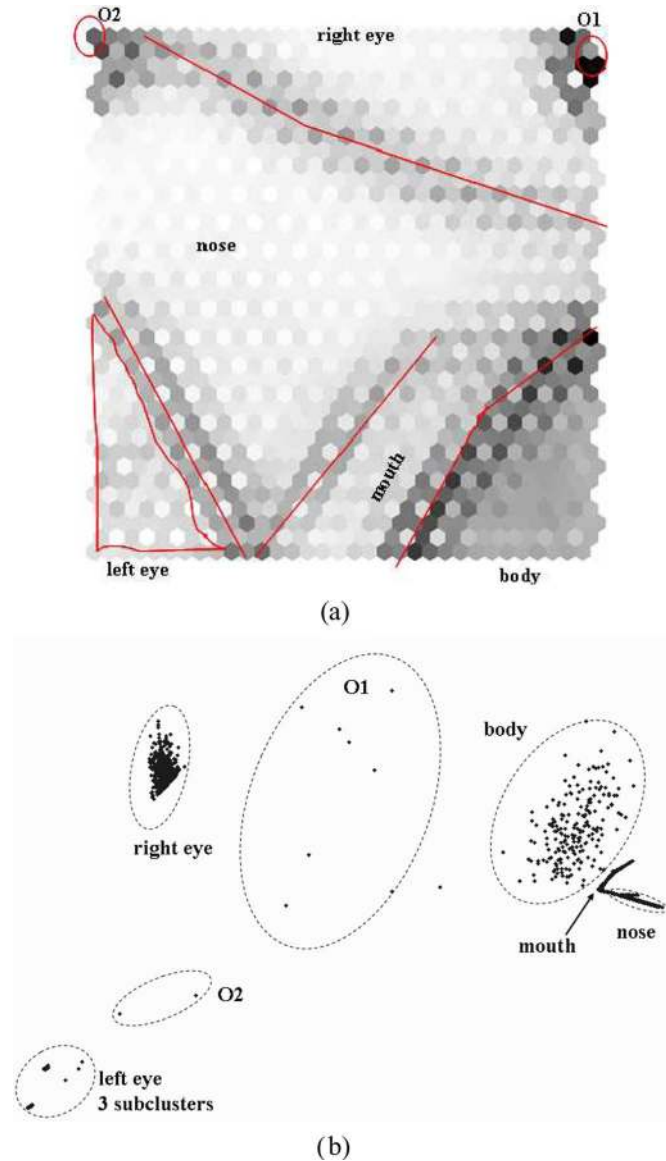 O2
right eye
O1
nose
mouth
left eye
body
(a)
O1
body
right eye
mouth
nose
O2
left eye
3 subclusters
(b)